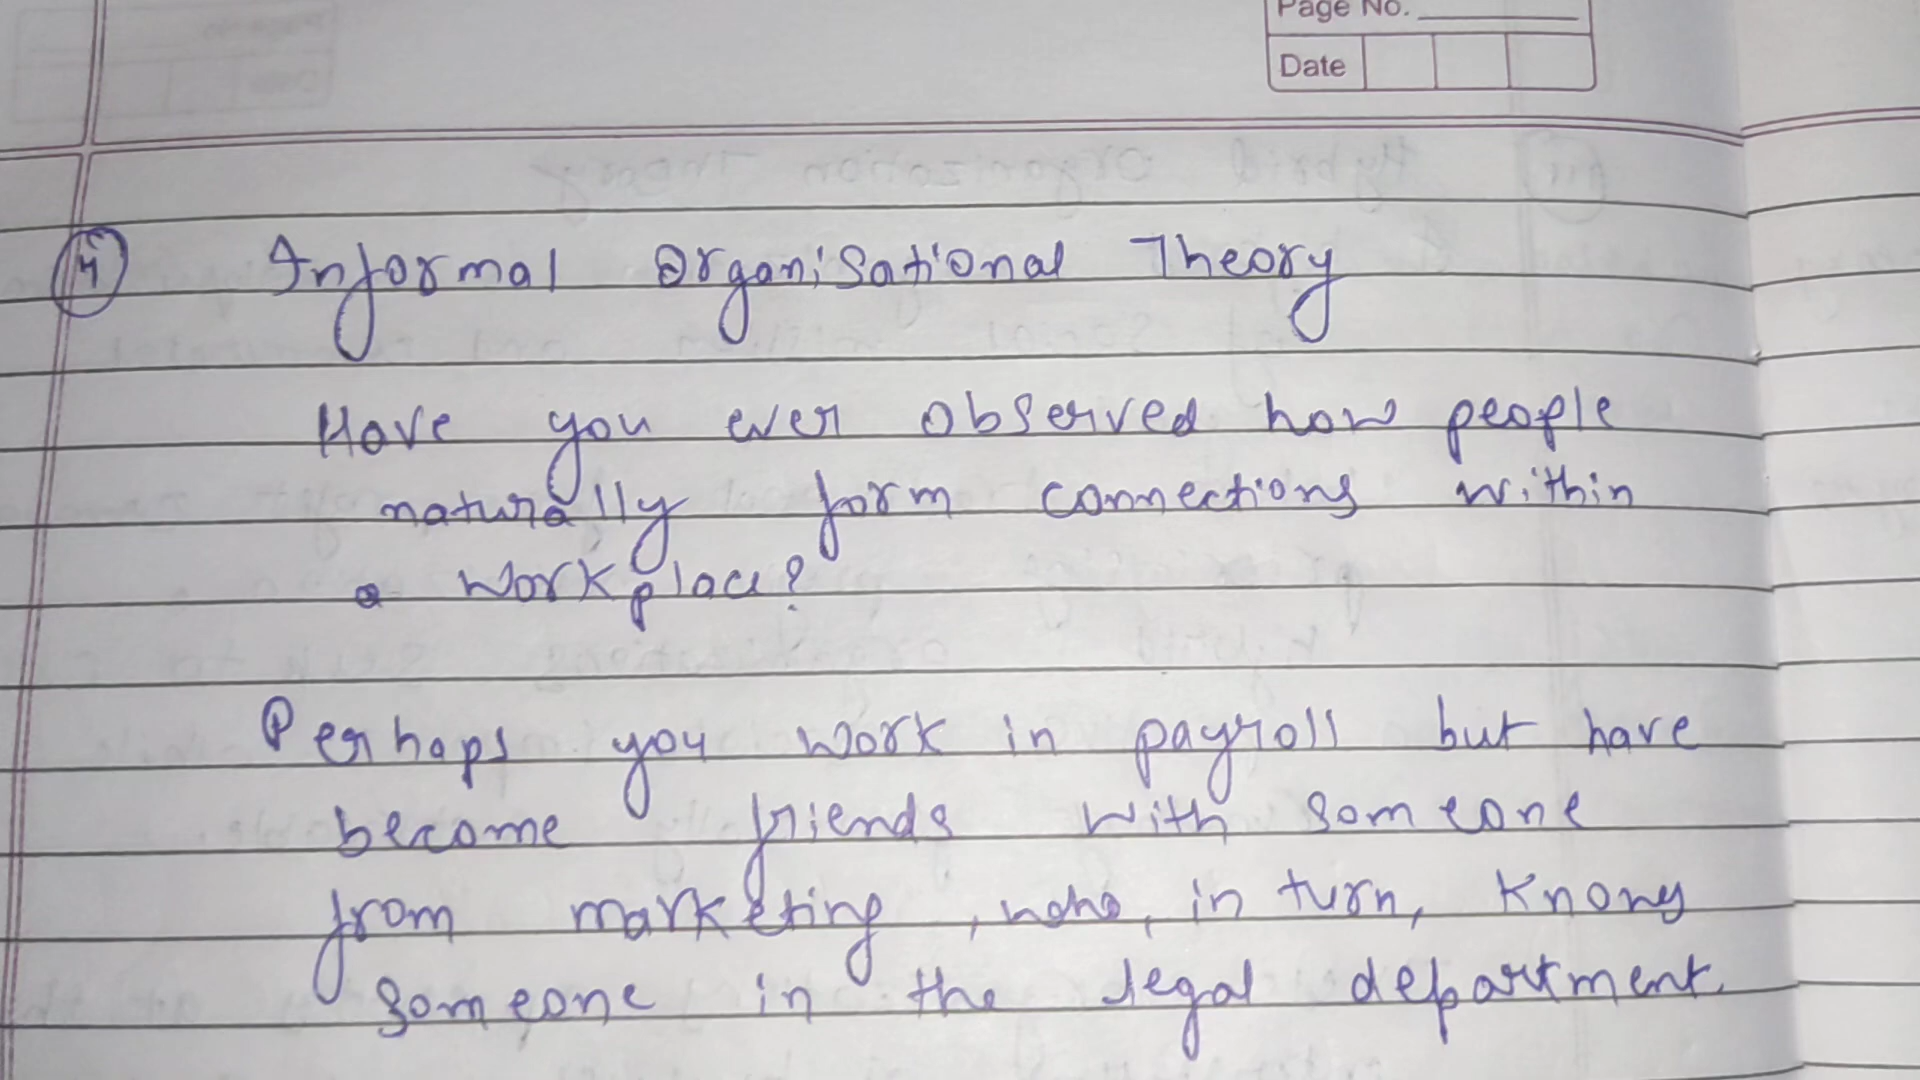 Page No.
Date
4 Informal Organisational Theory
Have you ever observed how people
naturally form connections within
a workplace?
Perhaps you work in payroll but have
become friends with someone
from marketing, who, in turn, knows
someone in the legal department.